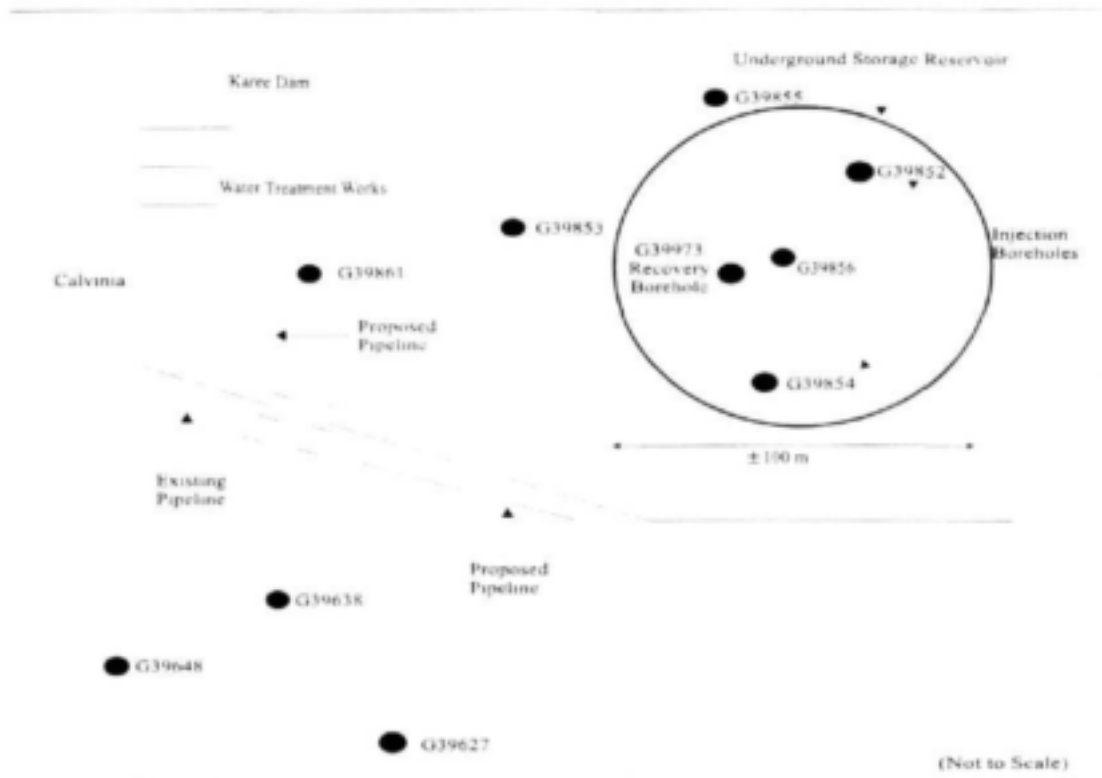 Underground Storage Reservoir
Karee Dam
G39855
G39852
Water Treatment Works
G39853
Injection
Boreholes
G39973
Recovery
Borehole
G39856
G39861
Calvinia
Proposed
Pipeline
G39854
±100 m
Existing
Pipeline
Proposed
Pipeline
G39638
G39648
G39627
(Not to Scale)